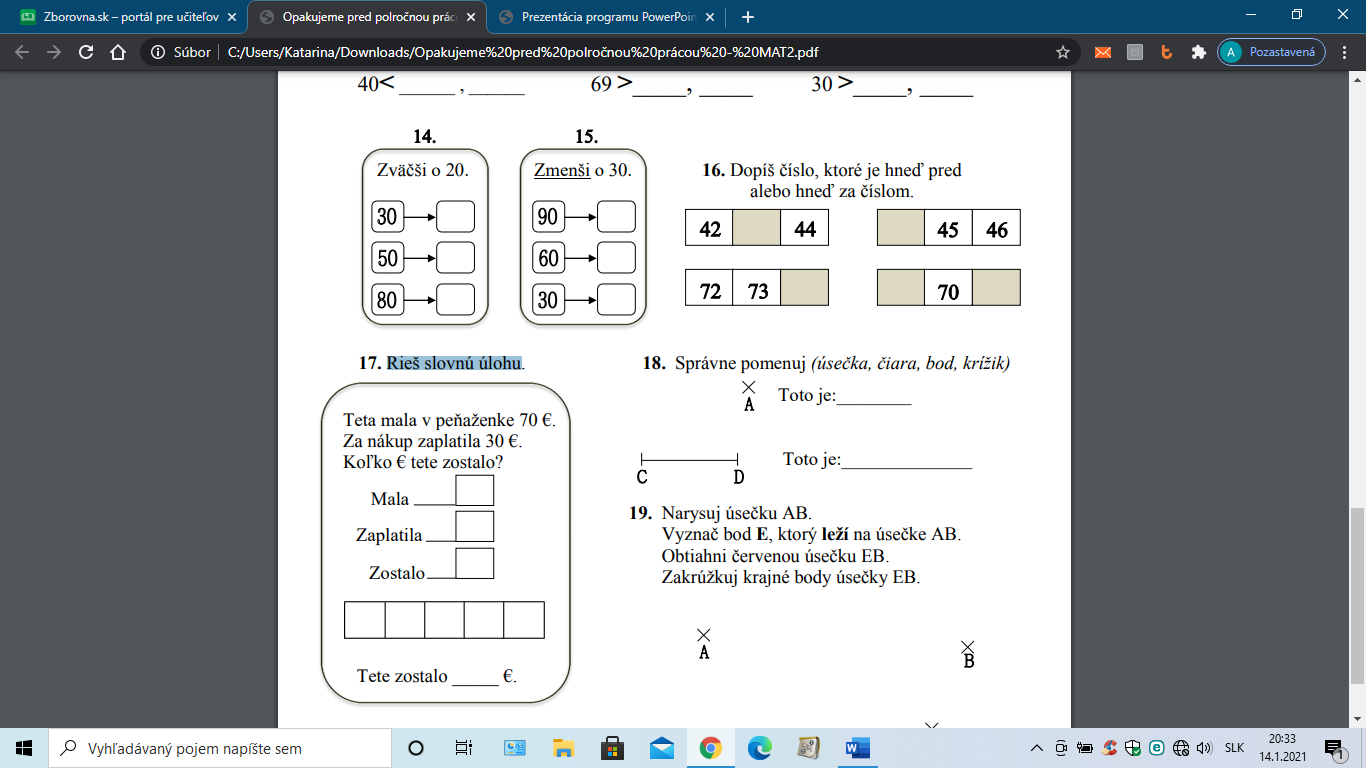 Zborovna.sk – portál pre učiteľov
Opakujeme pred polročnou prác
Prezentácia programu PowerPoin
Súbor | C:/Users/Katarina/Downloads/Opakujeme%20pred%20polročnou%20prácou%20-%20MAT2.pdf
A Pozastavená
40< ______ , ______ 69 >_____, _____ 30 >_____, _____
14. 15.
Zväčši o 20. Zmenši o 30.
30 90
50 60
80 30
16. Dopíš číslo, ktoré je hneď pred
alebo hneď za číslom.
42 44 45 46
72 73 70
17. Rieš slovnú úlohu.
Teta mala v peňaženke 70 €.
Za nákup zaplatila 30 €.
Koľko € tete zostalo?
Mala _____
Zaplatila ____
Zostalo____
Tete zostalo _____ €.
18. Správne pomenuj (úsečka, čiara, bod, krížik)
A Toto je:________
C D Toto je:______________
19. Narysuj úsečku AB.
Vyznač bod E, ktorý leží na úsečke AB.
Obtiahni červenou úsečku EB.
Zakrúžkuj krajné body úsečky EB.
A B
Vyhľadávaný pojem napíšte sem
SLK
20:33
14.1.2021
1